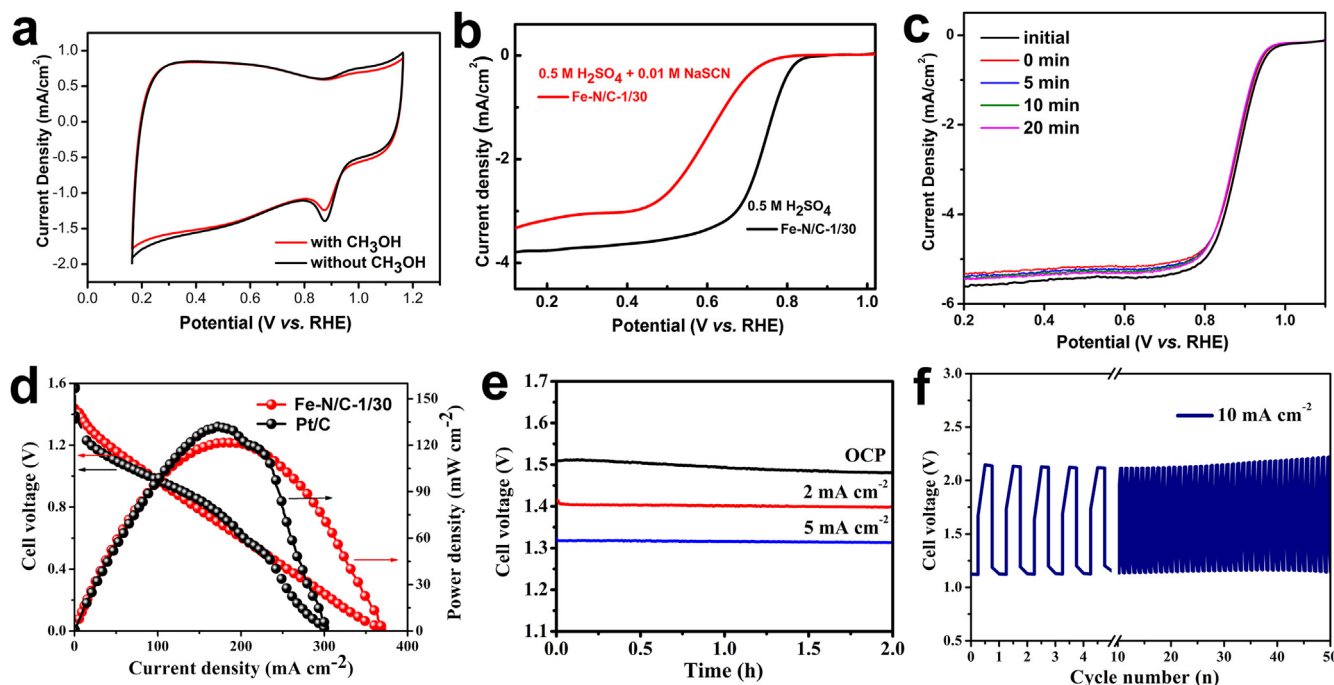 a
1.0
0.5
0.0
-0.5
-1.0
-1.5
-2.0
Current Density (mA/cm²)
with CH₃OH
without CH₃OH
0.0 0.2 0.4 0.6 0.8 1.0 1.2
Potential (V vs. RHE)
b
0
-2
-4
Current density (mA/cm²)
0.5 M H₂SO₄ + 0.01 M NaSCN
Fe-N/C-1/30
0.5 M H₂SO₄
Fe-N/C-1/30
0.2 0.4 0.6 0.8 1.0
Potential (V vs. RHE)
c
0
-2
-4
-6
Current Density (mA/cm²)
initial
0 min
5 min
10 min
20 min
0.2 0.4 0.6 0.8 1.0
Potential (V vs. RHE)
d
1.6
1.2
0.8
0.4
0.0
Cell voltage (V)
Fe-N/C-1/30
Pt/C
150
120
90
60
30
0
Power density (mW cm⁻²)
0 100 200 300 400
Current density (mA cm⁻²)
e
1.7
1.6
1.5
1.4
1.3
1.2
1.1
Cell voltage (V)
OCP
2 mA cm⁻²
5 mA cm⁻²
0.0 0.4 0.8 1.2 1.6 2.0
Time (h)
f
3.0
2.5
2.0
1.5
1.0
0.5
Cell voltage (V)
10 mA cm⁻²
0 1 2 3 4 10 20 30 40 50
Cycle number (n)